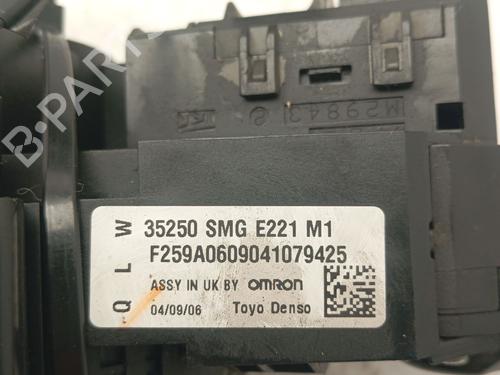 B-PARTS
M29843
W 35250 SMG E221 M1
L F259A0609041079425
Q ASSY IN UK BY OMRON
04/09/06 Toyo Denso